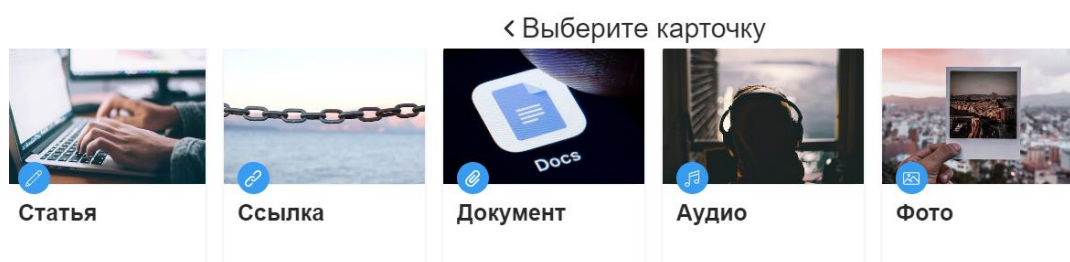 Выберите карточку
Docs
Статья
Ссылка
Документ
Аудио
Фото